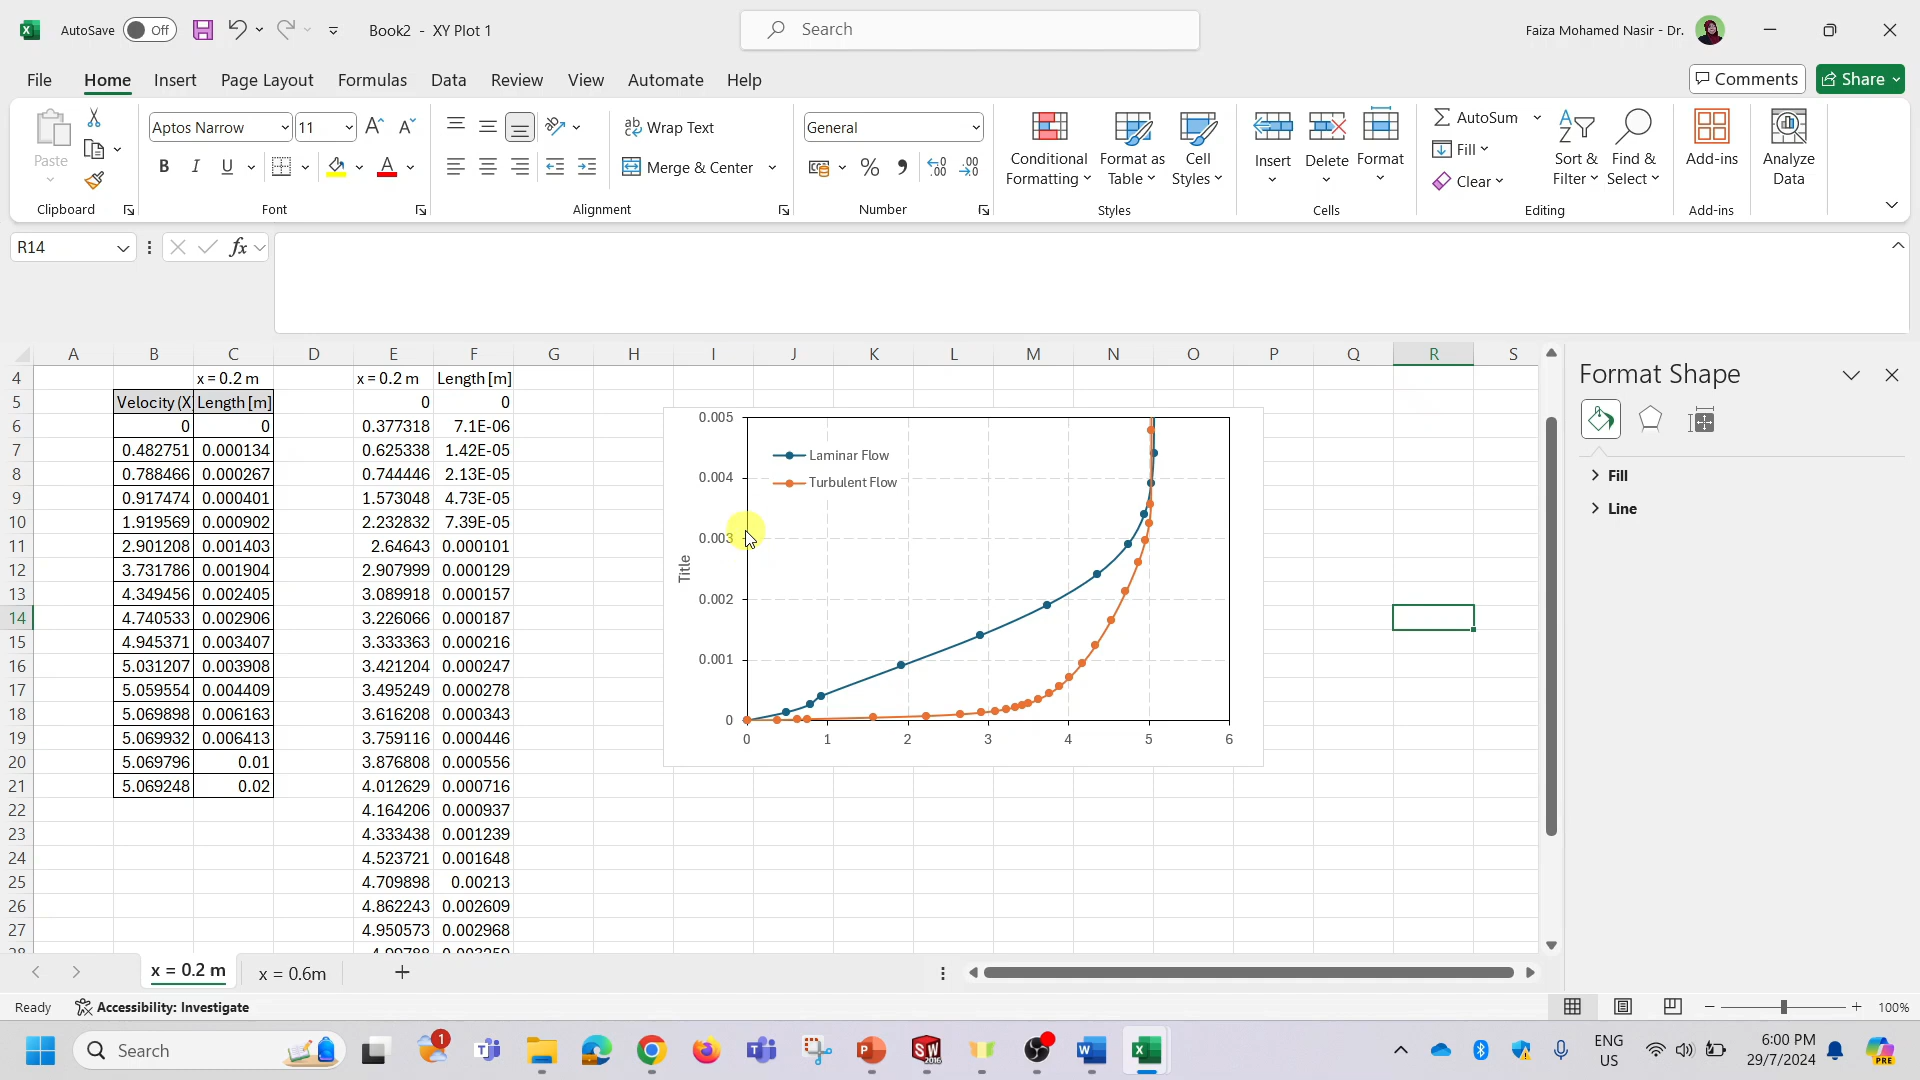 AutoSave Off Book2 - XY Plot 1 Search Faiza Mohamed Nasir - Dr.
File Home Insert Page Layout Formulas Data Review View Automate Help Comments Share
Paste Aptos Narrow 11 Wrap Text General Conditional Formatting Format as Table Cell Styles Insert Delete Format AutoSum Sort & Filter Find & Select Add-ins Analyze Data
B I U A Merge & Center % Fill Clear
Clipboard Font Alignment Number Styles Cells Editing Add-ins
R14 fx
A B C D E F G H I J K L M N O P Q R S
Format Shape
Fill
Line
4 x = 0.2 m x = 0.2 m Length [m]
5 Velocity (X Length [m] 0 0
6 0 0 0.377318 7.1E-06
7 0.482751 0.000134 0.625338 1.42E-05
8 0.788466 0.000267 0.744446 2.13E-05
9 0.917474 0.000401 1.573048 4.73E-05
10 1.919569 0.000902 2.232832 7.39E-05
11 2.901208 0.001403 2.64643 0.000101
12 3.731786 0.001904 2.907999 0.000129
13 4.349456 0.002405 3.089918 0.000157
14 4.740533 0.002906 3.226066 0.000187
15 4.945371 0.003407 3.333363 0.000216
16 5.031207 0.003908 3.421204 0.000247
17 5.059554 0.004409 3.495249 0.000278
18 5.069898 0.006163 3.616208 0.000343
19 5.069932 0.006413 3.759116 0.000446
20 5.069796 0.01 3.876808 0.000556
21 5.069248 0.02 4.012629 0.000716
22 4.164206 0.000937
23 4.333438 0.001239
24 4.523721 0.001648
25 4.709898 0.00213
26 4.862243 0.002609
27 4.950573 0.002968
0.005
Laminar Flow
0.004
Turbulent Flow
0.003
Title
0.002
0.001
0
0 1 2 3 4 5 6
x = 0.2 m x = 0.6m
Ready Accessibility: Investigate 100%
Search 1 ENG US 6:00 PM 29/7/2024